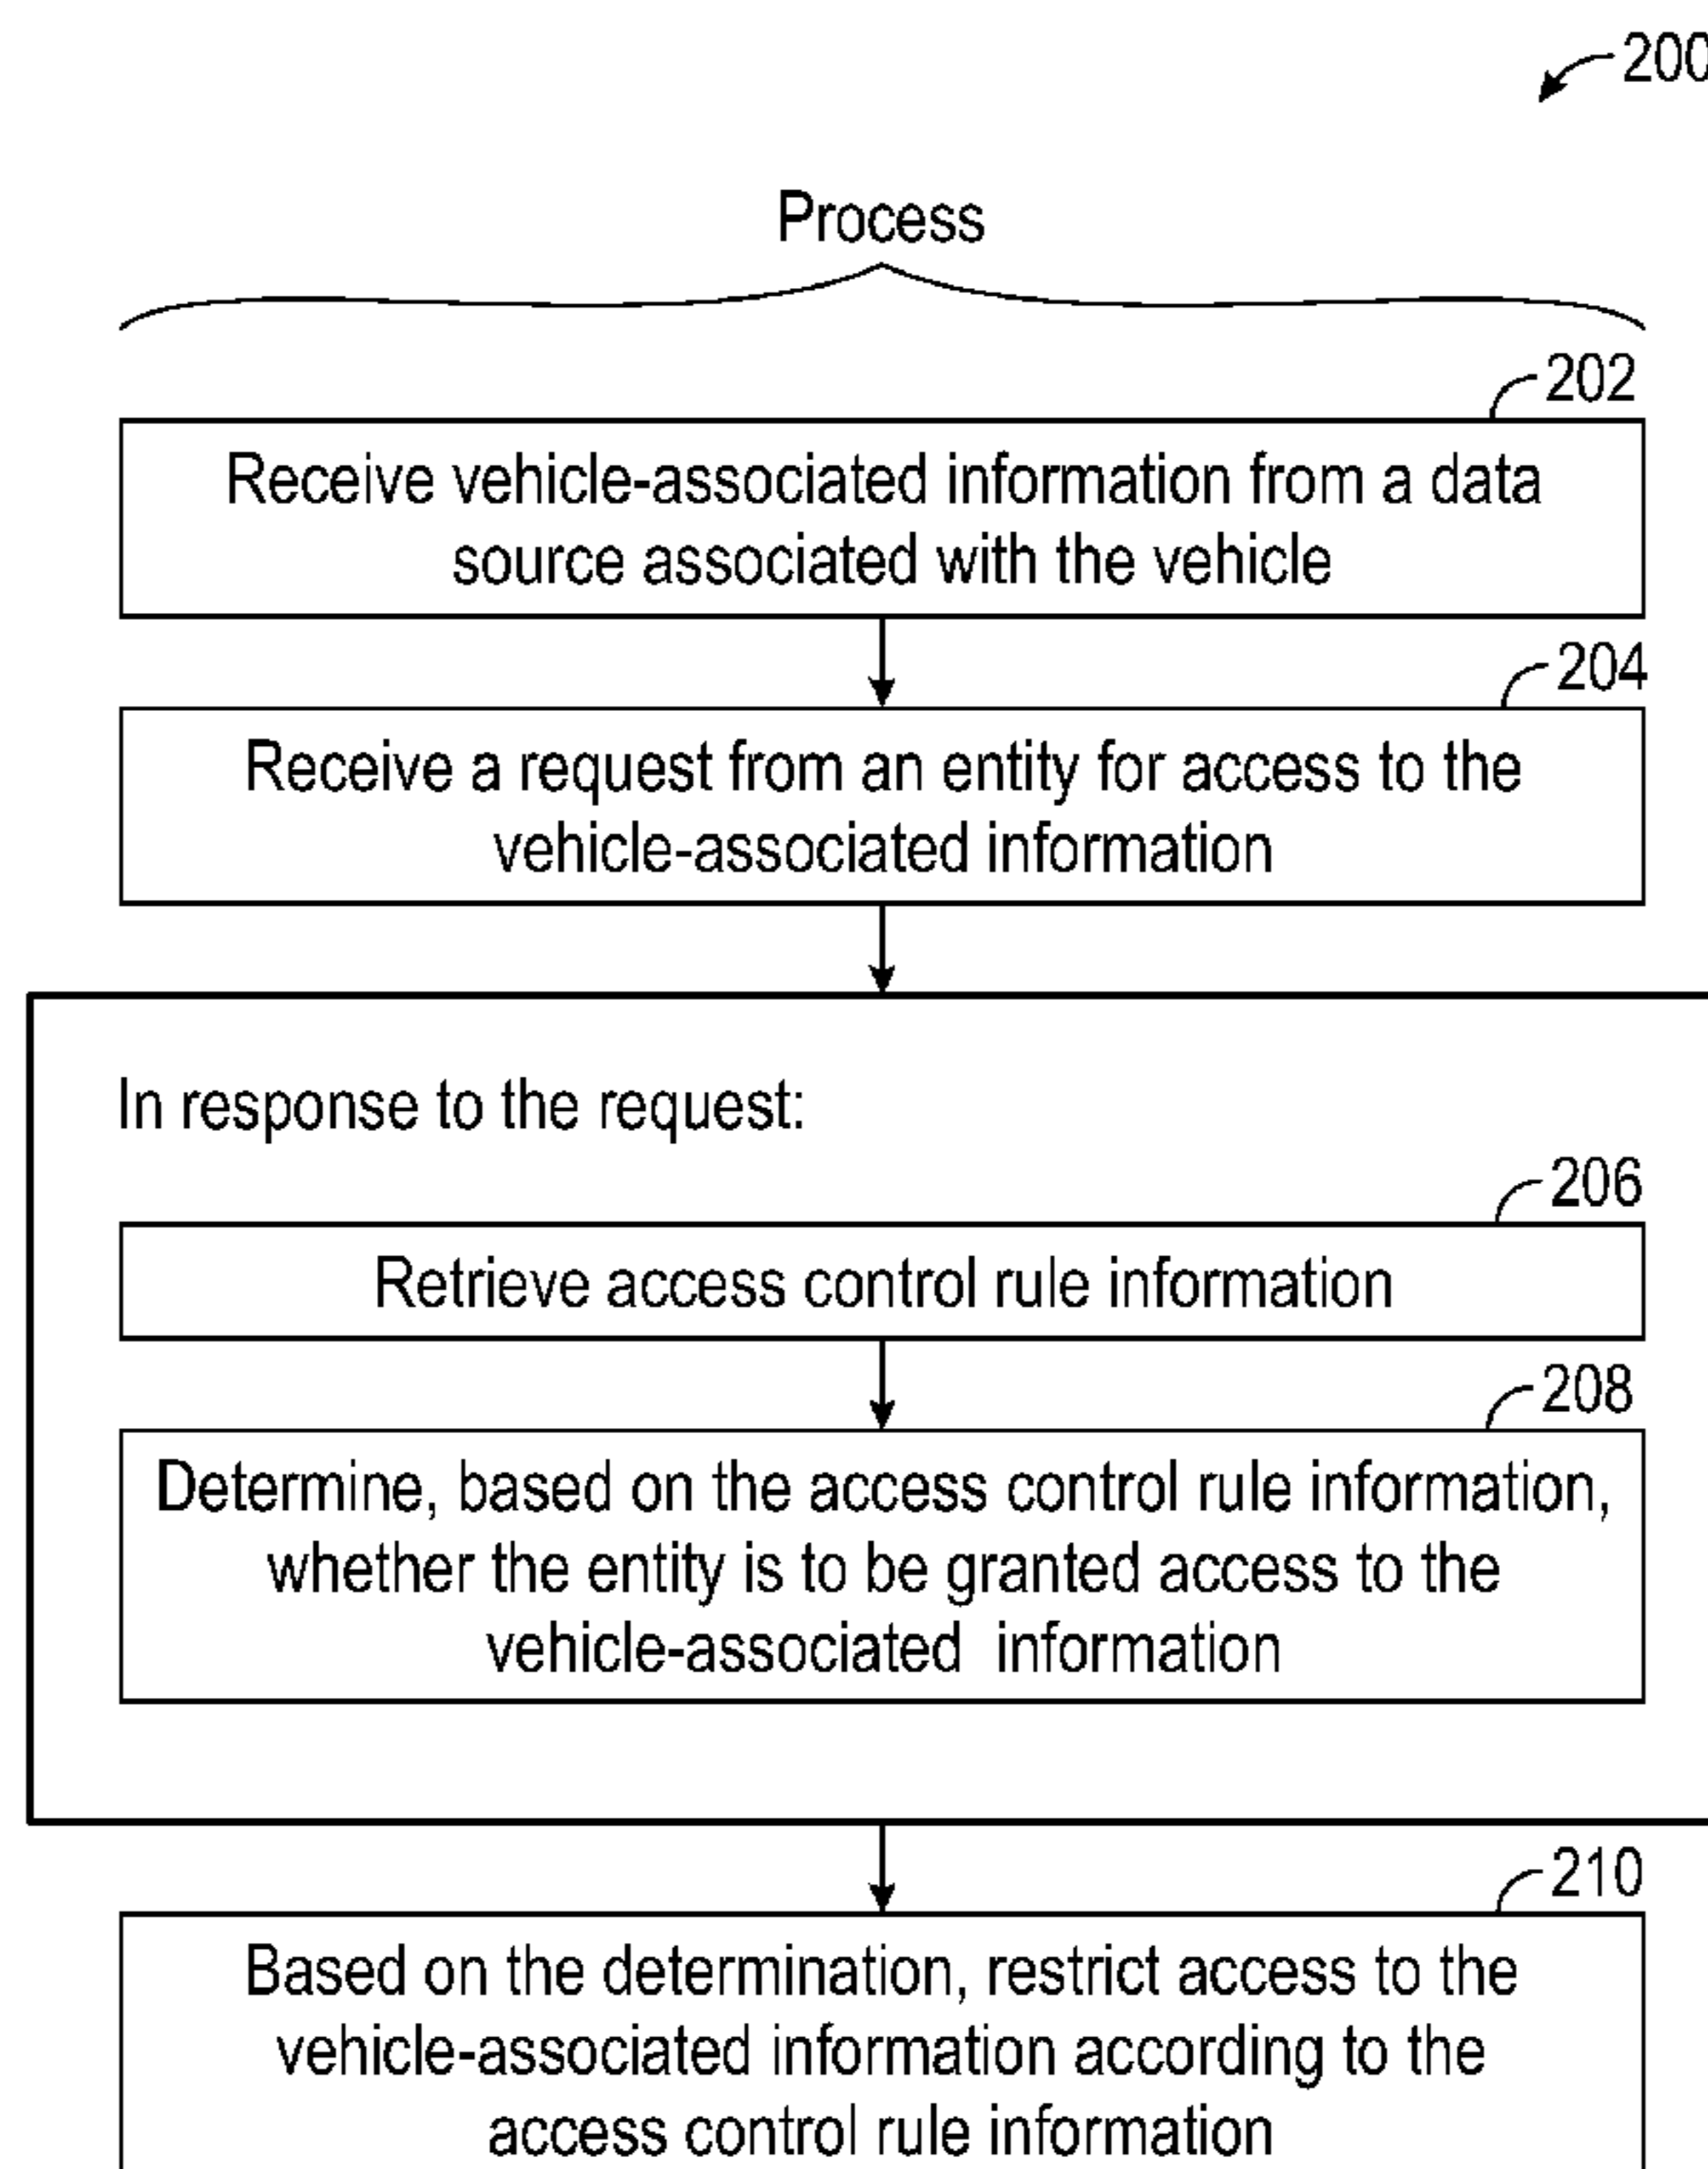 200
Process
202
Receive vehicle-associated information from a data
source associated with the vehicle
204
Receive a request from an entity for access to the
vehicle-associated information
In response to the request:
206
Retrieve access control rule information
208
Determine, based on the access control rule information,
whether the entity is to be granted access to the
vehicle-associated information
210
Based on the determination, restrict access to the
vehicle-associated information according to the
access control rule information